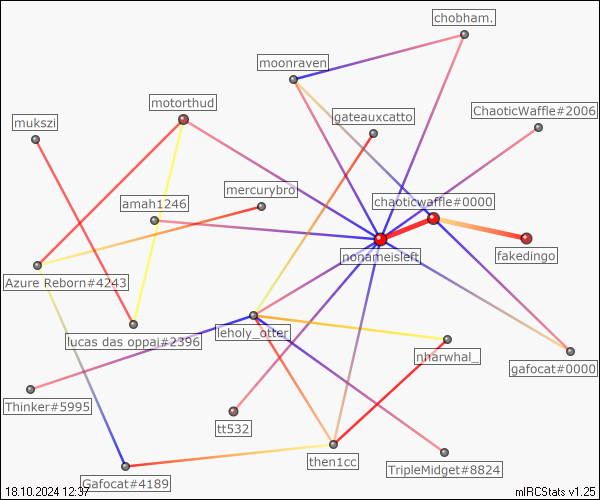 chobham.
moonraven
motorthud
ChaoticWaffle#2006
gateauxcatto
mukszi
mercurybro
amah1246
chaoticwaffle#0000
nonameisleft
fakedingo
Azure Reborn#4243
leholy_otter
lucas das oppai#2396
nharwhal_
gafocat#0000
Thinker#5995
tt532
then1cc
TripleMidget#8824
Gafocat#4189
18.10.2024 12:37
mIRCStats v1.25